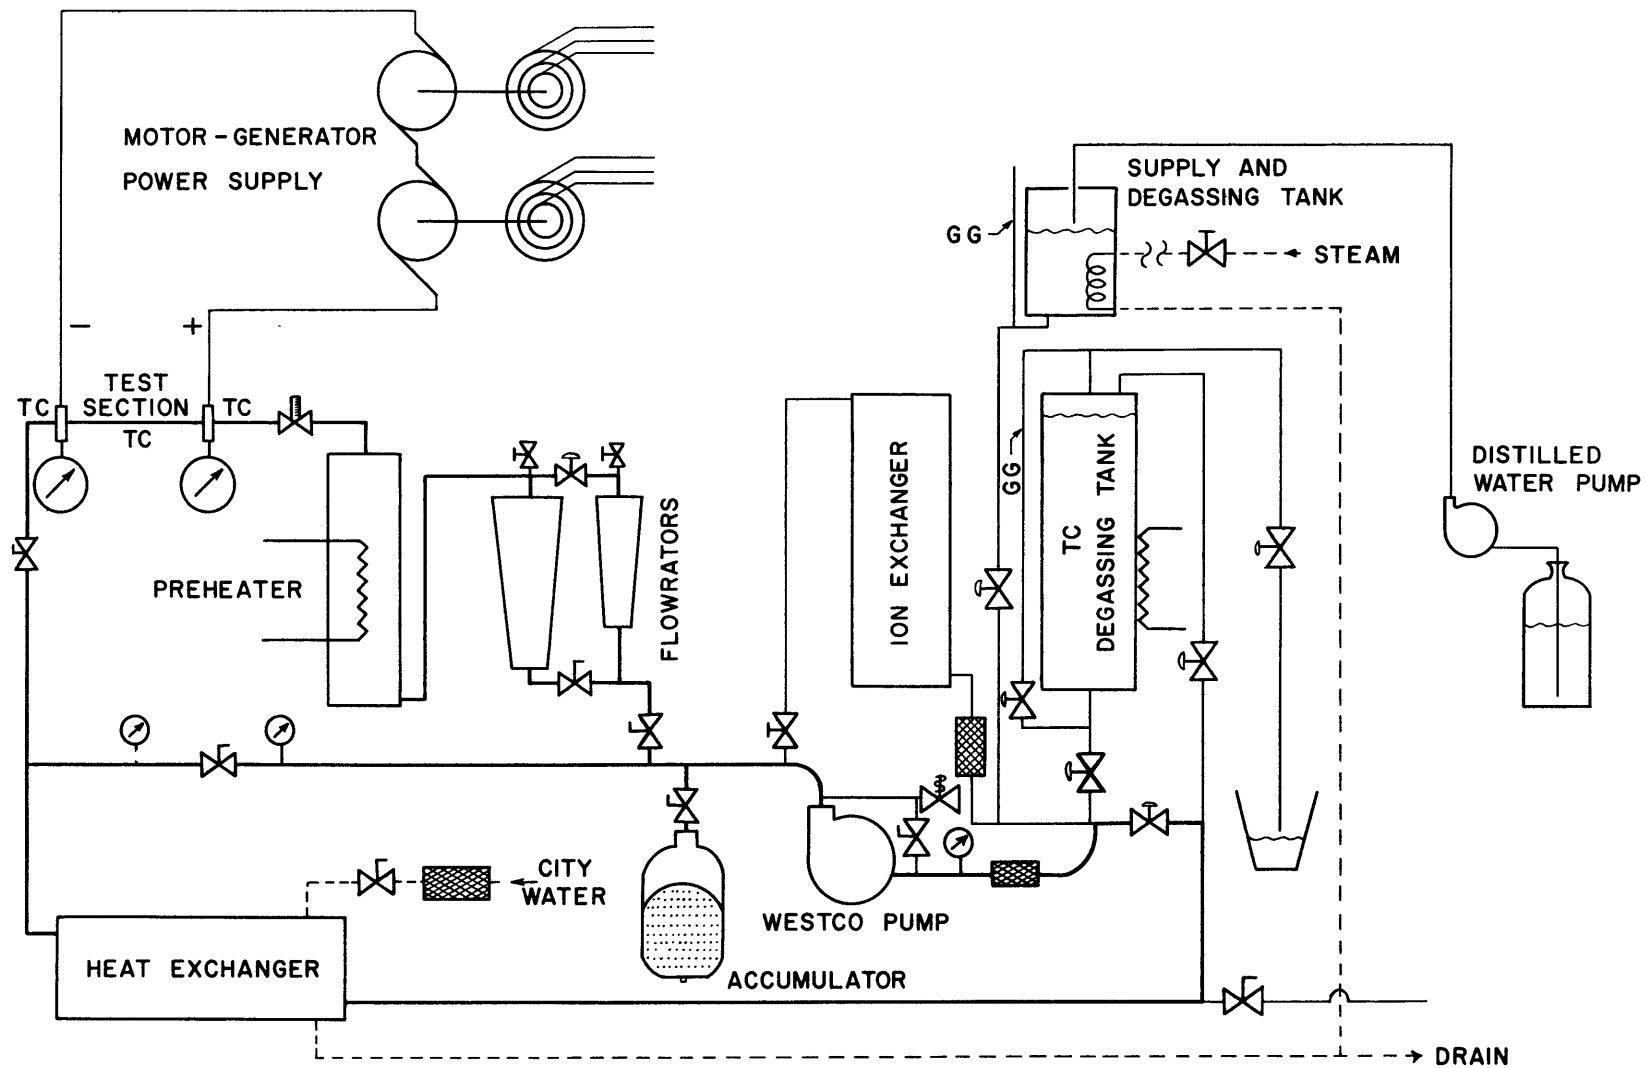 MOTOR-GENERATOR
POWER SUPPLY
SUPPLY AND
DEGASSING TANK
GG
STEAM
− +
TEST
TC SECTION TC
TC
DISTILLED
WATER PUMP
GG
TC
DEGASSING TANK
ION EXCHANGER
FLOWRATORS
PREHEATER
CITY
WATER
WESTCO PUMP
HEAT EXCHANGER
ACCUMULATOR
DRAIN